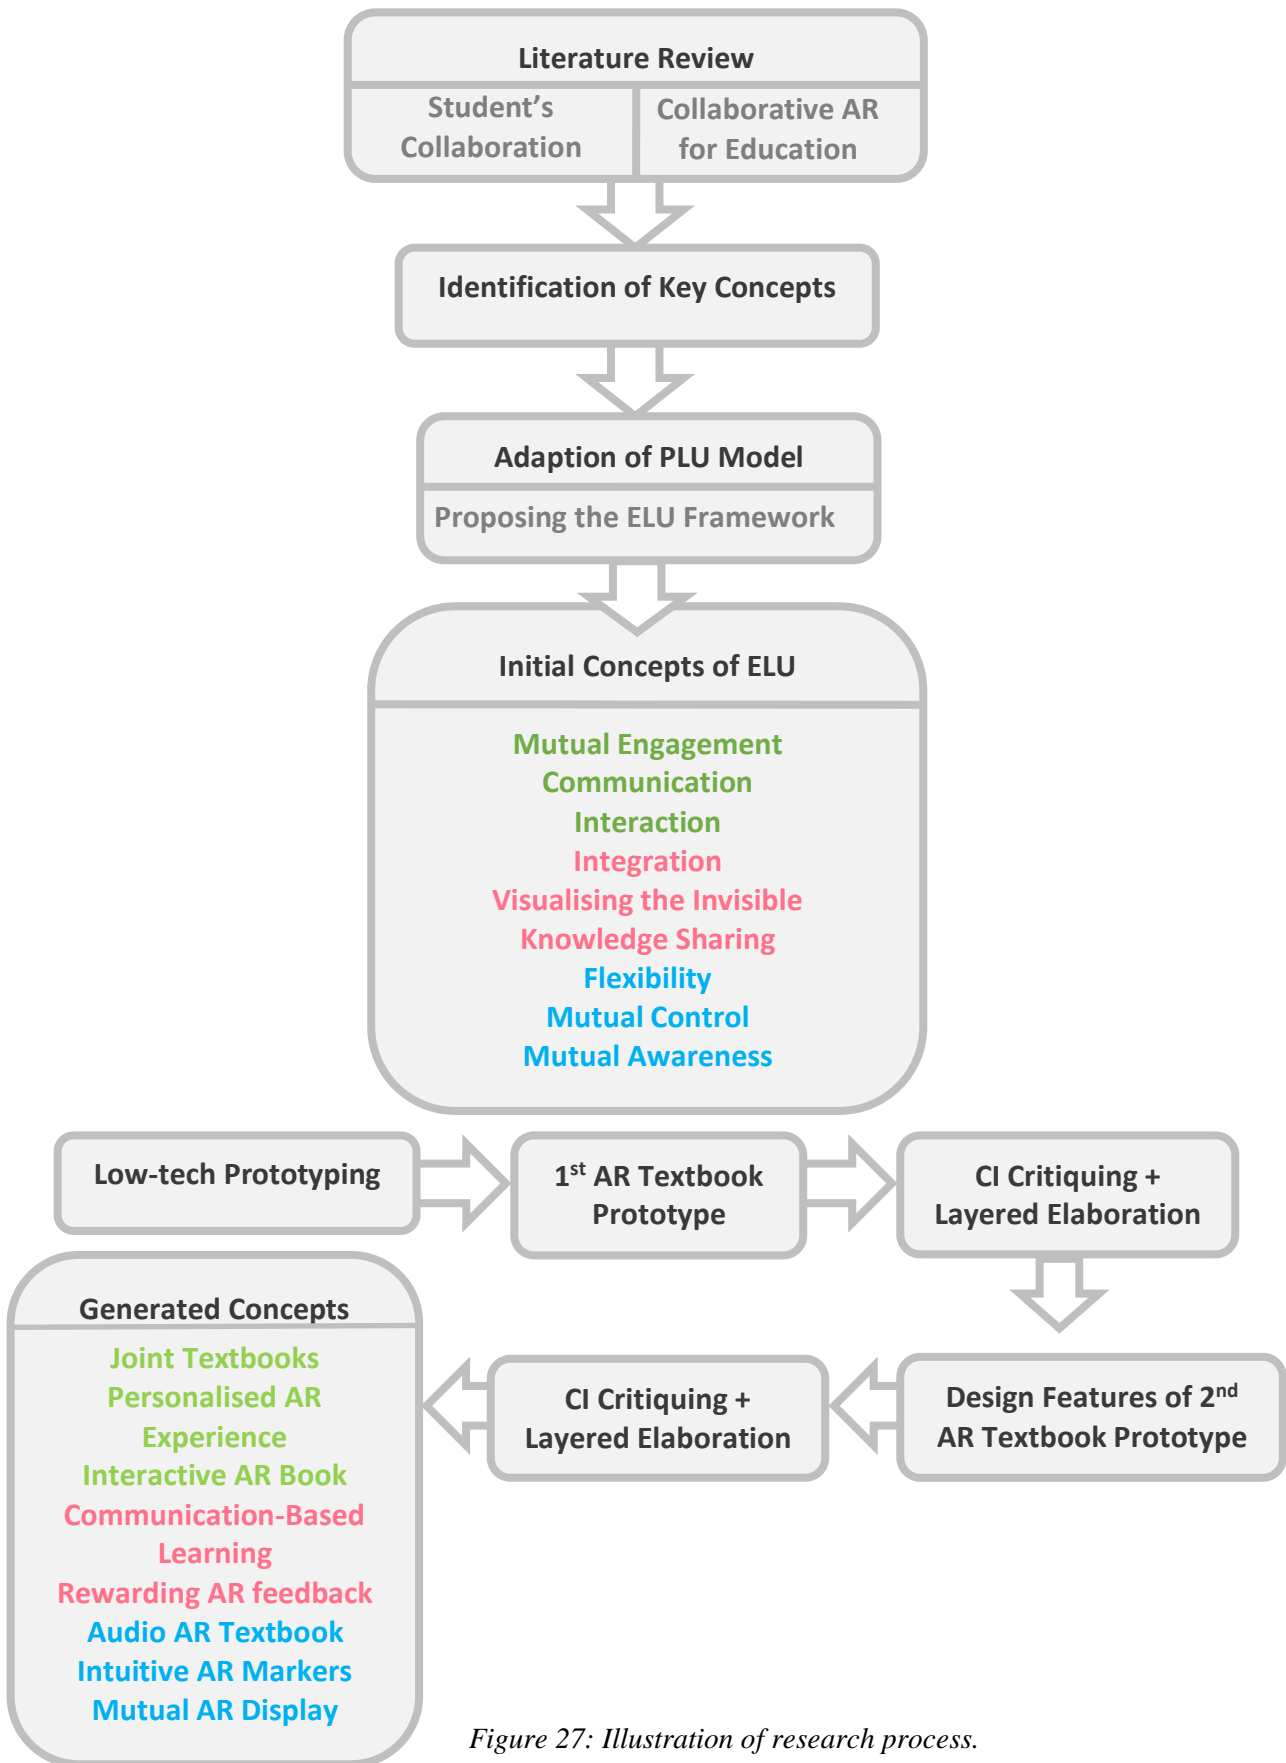 Literature Review
Student’s
Collaboration
Collaborative AR
for Education
Identification of Key Concepts
Adaption of PLU Model
Proposing the ELU Framework
Initial Concepts of ELU
Mutual Engagement
Communication
Interaction
Integration
Visualising the Invisible
Knowledge Sharing
Flexibility
Mutual Control
Mutual Awareness
Low-tech Prototyping
1st AR Textbook
Prototype
CI Critiquing +
Layered Elaboration
Design Features of 2nd
AR Textbook Prototype
CI Critiquing +
Layered Elaboration
Generated Concepts
Joint Textbooks
Personalised AR
Experience
Interactive AR Book
Communication-Based
Learning
Rewarding AR feedback
Audio AR Textbook
Intuitive AR Markers
Mutual AR Display
Figure 27: Illustration of research process.